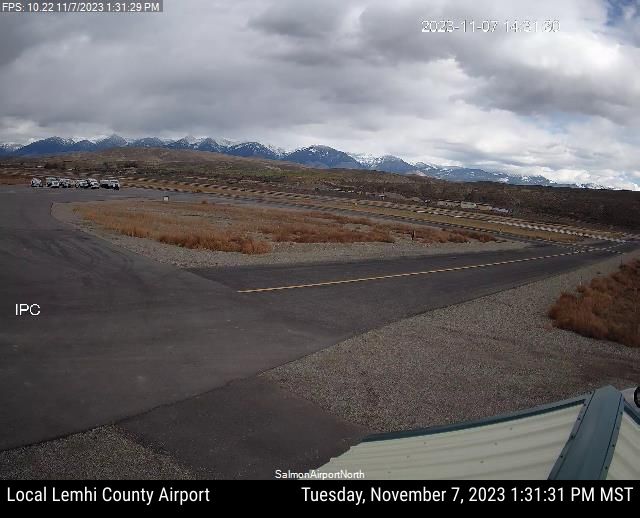 FPS: 10.22 11/7/2023 1:31:29 PM
2023-11-07 14:31:30
IPC
SalmonAirportNorth
Local Lemhi County Airport
Tuesday, November 7, 2023 1:31:31 PM MST